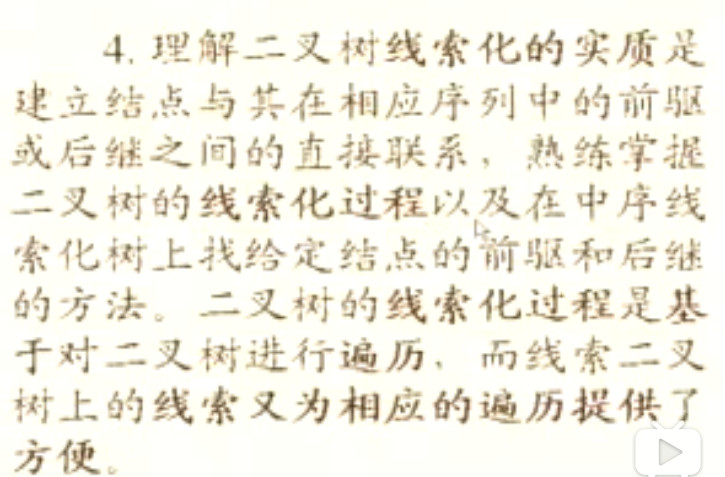 4. 理解二叉树线索化的实质是
建立结点与其在相应序列中的前驱
或后继之间的直接联系，熟练掌握
二叉树的线索化过程以及在中序线
索化树上找给定结点的前驱和后继
的方法。二叉树的线索化过程是基
于对二叉树进行遍历，而线索二叉
树上的线索又为相应的遍历提供了
方便。